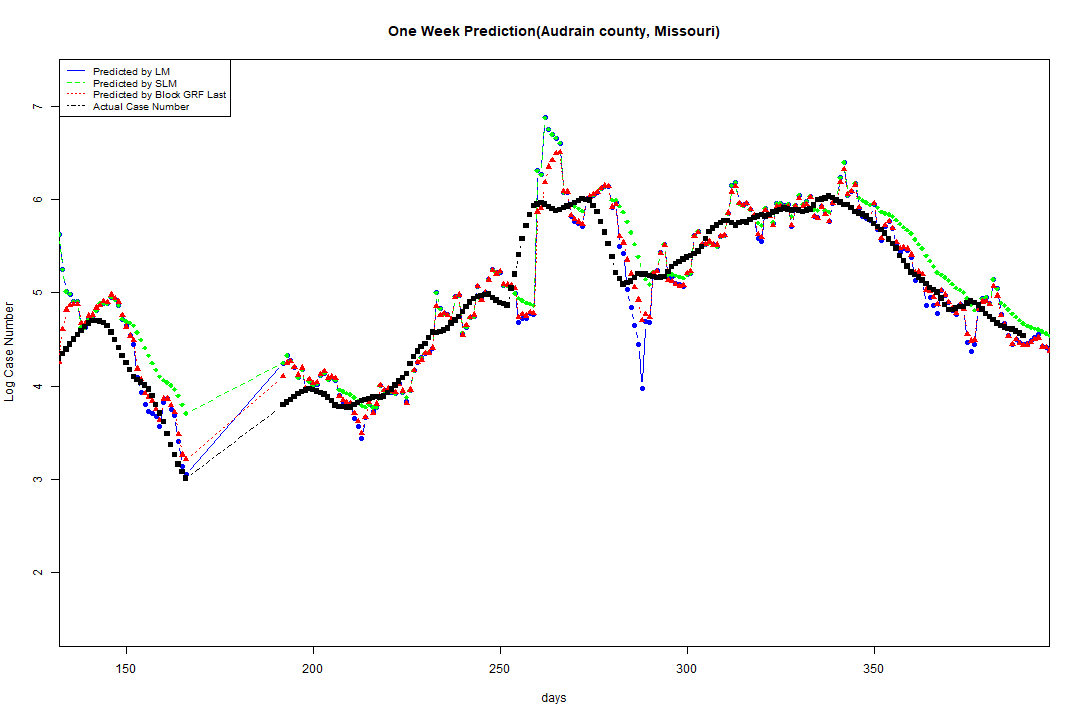 One Week Prediction(Audrain county, Missouri)
Predicted by LM
Predicted by SLM
Predicted by Block GRF Last
Actual Case Number
7
6
5
4
3
2
Log Case Number
150 200 250 300 350
days